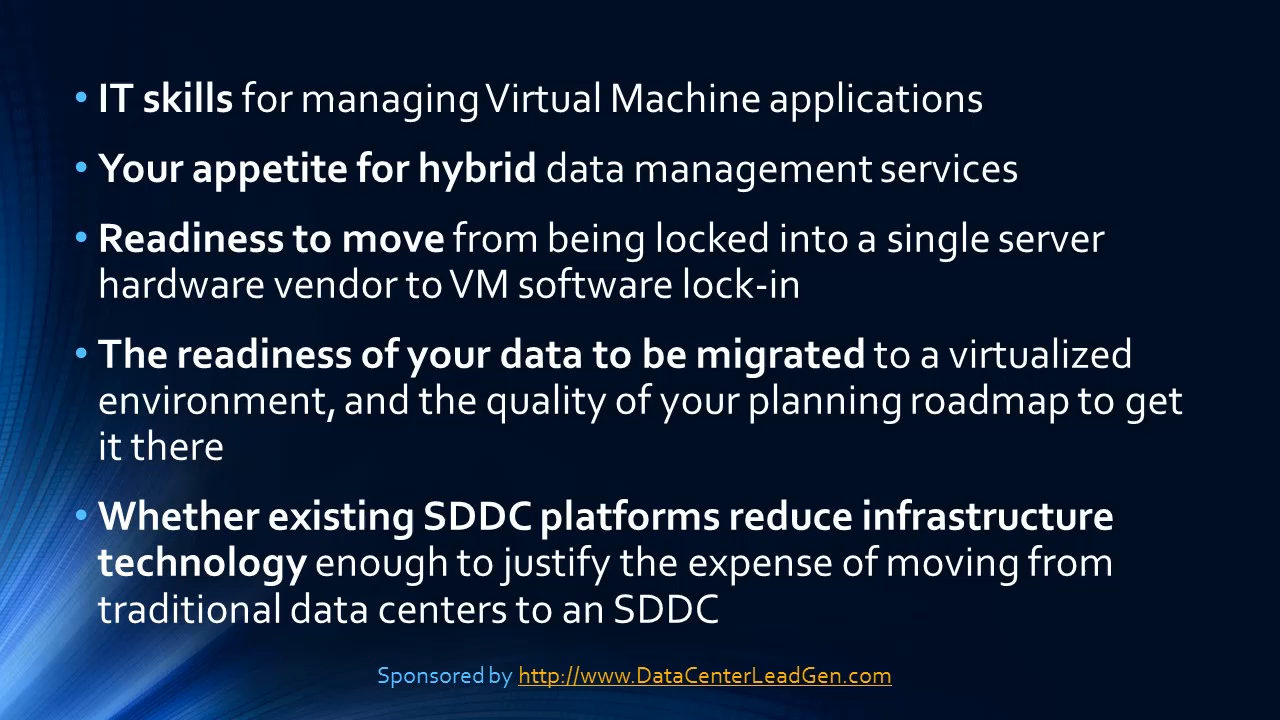 • IT skills for managing Virtual Machine applications
• Your appetite for hybrid data management services
• Readiness to move from being locked into a single server
hardware vendor to VM software lock-in
• The readiness of your data to be migrated to a virtualized
environment, and the quality of your planning roadmap to get
it there
• Whether existing SDDC platforms reduce infrastructure
technology enough to justify the expense of moving from
traditional data centers to an SDDC
Sponsored by http://www.DataCenterLeadGen.com